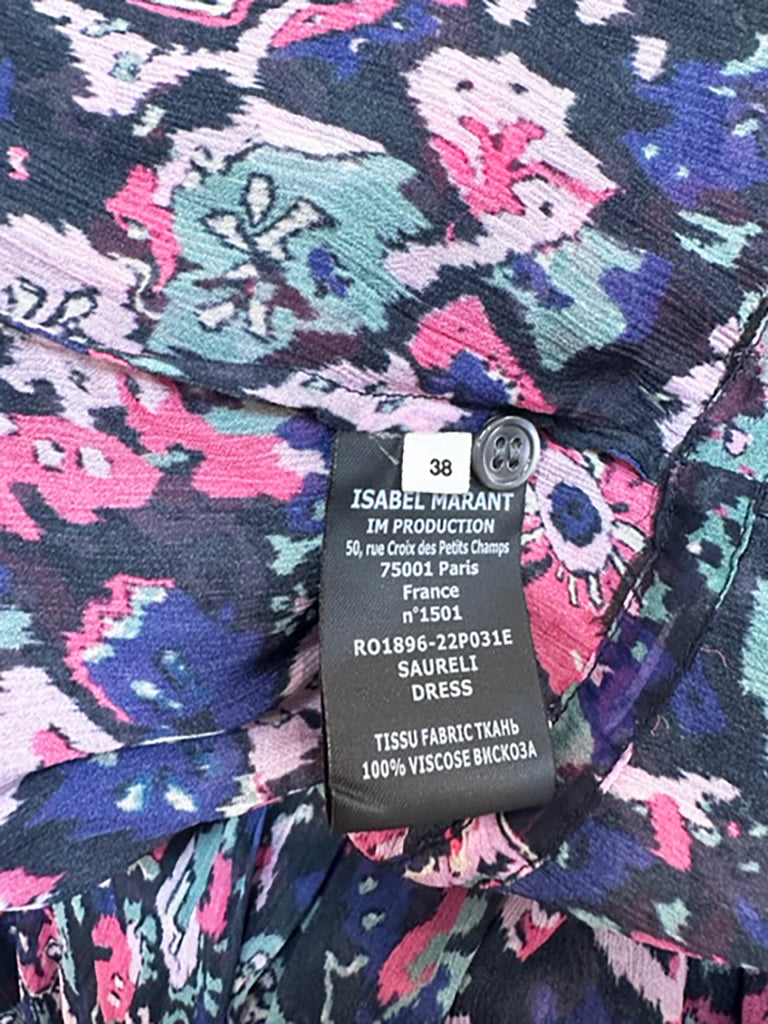 38
ISABEL MARANT
IM PRODUCTION
50, rue Croix des Petits Champs
75001 Paris
France
n°1501
RO1896-22P031E
SAURELI
DRESS
TISSU FABRIC ТКАНЬ
100% VISCOSE ВИСКОЗА